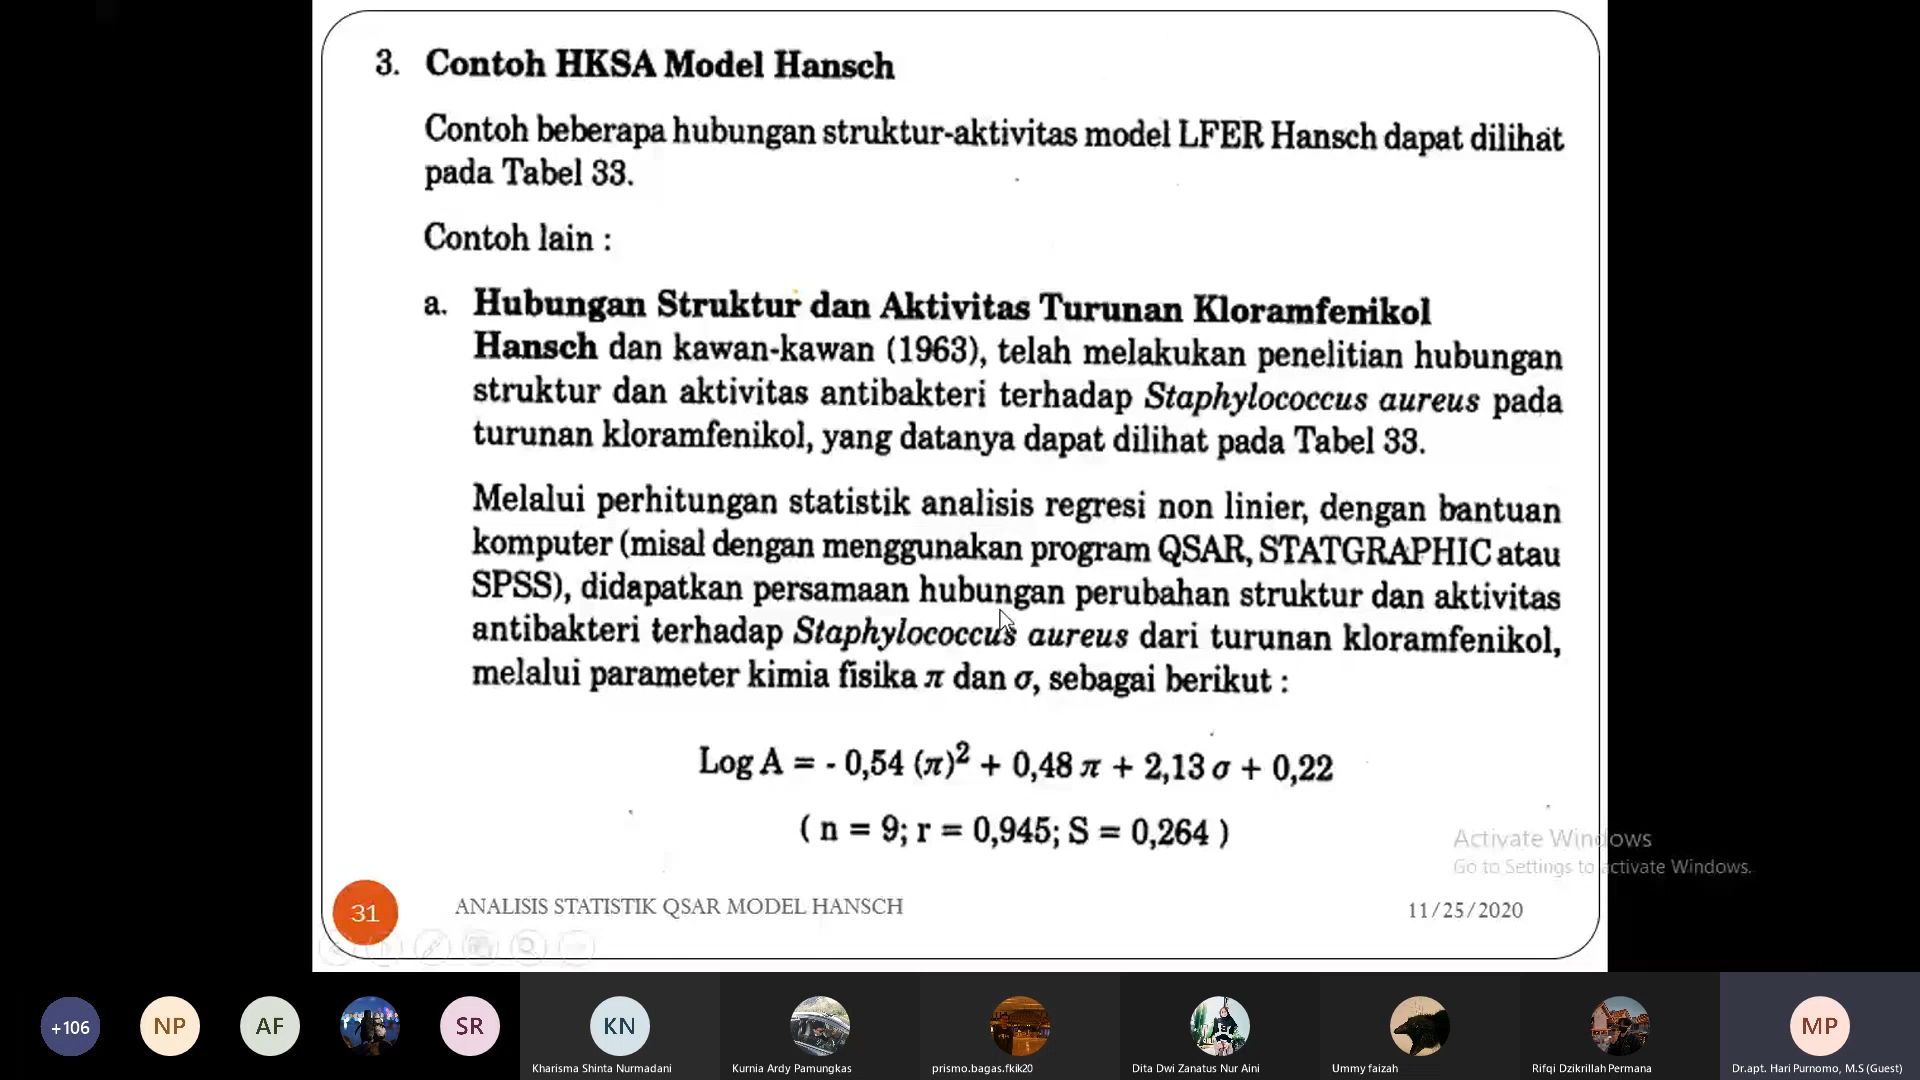 3. Contoh HKSA Model Hansch
Contoh beberapa hubungan struktur-aktivitas model LFER Hansch dapat dilihat
pada Tabel 33.
Contoh lain :
a. Hubungan Struktur dan Aktivitas Turunan Kloramfenikol
Hansch dan kawan-kawan (1963), telah melakukan penelitian hubungan
struktur dan aktivitas antibakteri terhadap Staphylococcus aureus pada
turunan kloramfenikol, yang datanya dapat dilihat pada Tabel 33.
Melalui perhitungan statistik analisis regresi non linier, dengan bantuan
komputer (misal dengan menggunakan program QSAR, STATGRAPHIC atau
SPSS), didapatkan persamaan hubungan perubahan struktur dan aktivitas
antibakteri terhadap Staphylococcus aureus dari turunan kloramfenikol,
melalui parameter kimia fisika π dan σ, sebagai berikut :
Log A = - 0,54 (π)² + 0,48 π + 2,13 σ + 0,22
( n = 9; r = 0,945; S = 0,264 )
Activate Windows
Go to Settings to activate Windows.
31 ANALISIS STATISTIK QSAR MODEL HANSCH 11/25/2020
+106 NP AF SR KN MP
Kharisma Shinta Nurmadani Kurnia Ardy Pamungkas prismo.bagas.fkik20 Dita Dwi Zanatus Nur Aini Ummy faizah Rifqi Dzikrillah Permana Dr.apt. Hari Purnomo, M.S (Guest)